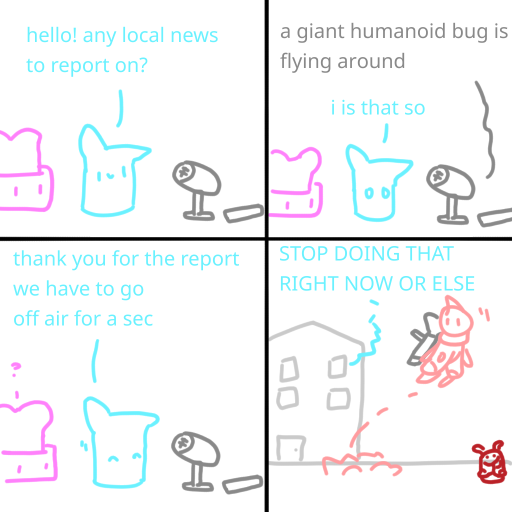 hello! any local news
to report on?
a giant humanoid bug is
flying around
i is that so
thank you for the report
we have to go
off air for a sec
?
STOP DOING THAT
RIGHT NOW OR ELSE